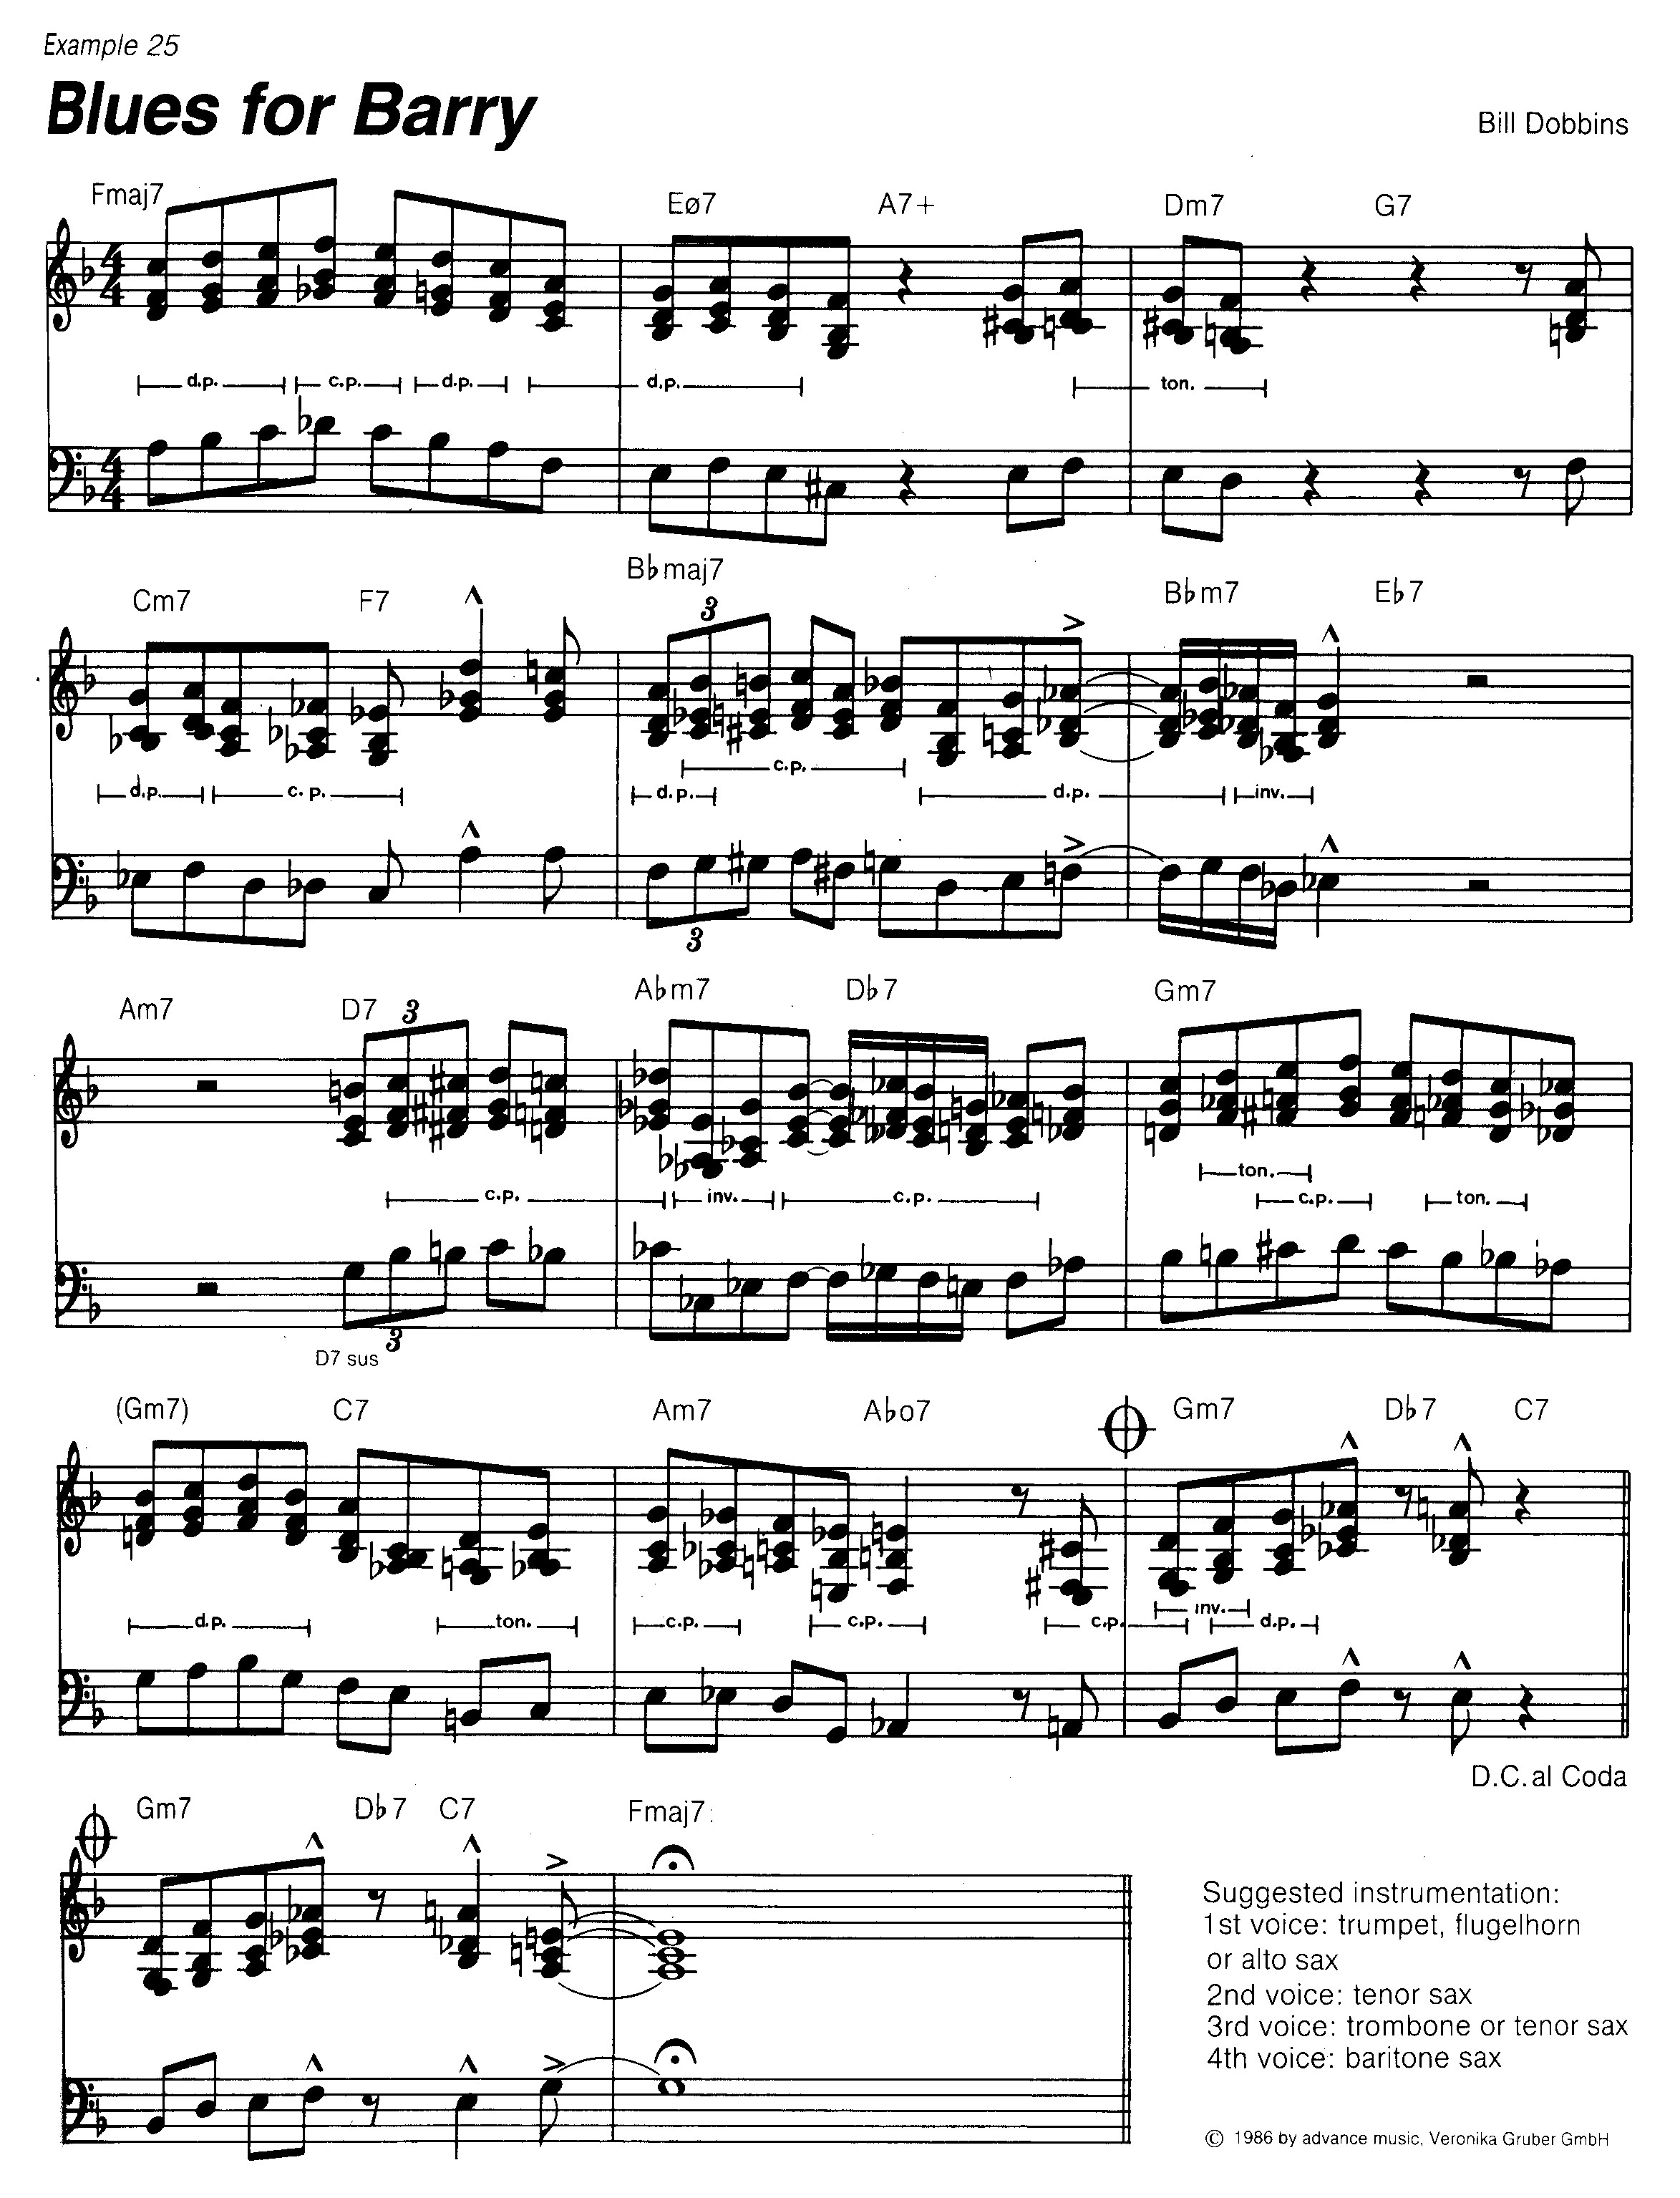 Example 25
Blues for Barry
Bill Dobbins
Fmaj7 Eø7 A7+ Dm7 G7
4 4
d.p. c.p. d.p. d.p. ton.
4 4
Cm7 F7 B♭maj7 B♭m7 E♭7
3
d.p. c.p. d.p. c.p. d.p. inv.
3
Am7 D7 A♭m7 D♭7 Gm7
3
c.p. inv. c.p. ton. c.p. ton.
3
D7 sus
(Gm7) C7 Am7 A♭o7 Gm7 D♭7 C7
d.p. ton. c.p. c.p. c.p. inv. d.p.
D.C. al Coda
Gm7 D♭7 C7 Fmaj7
Suggested instrumentation:
1st voice: trumpet, flugelhorn
or alto sax
2nd voice: tenor sax
3rd voice: trombone or tenor sax
4th voice: baritone sax
© 1986 by advance music, Veronika Gruber GmbH